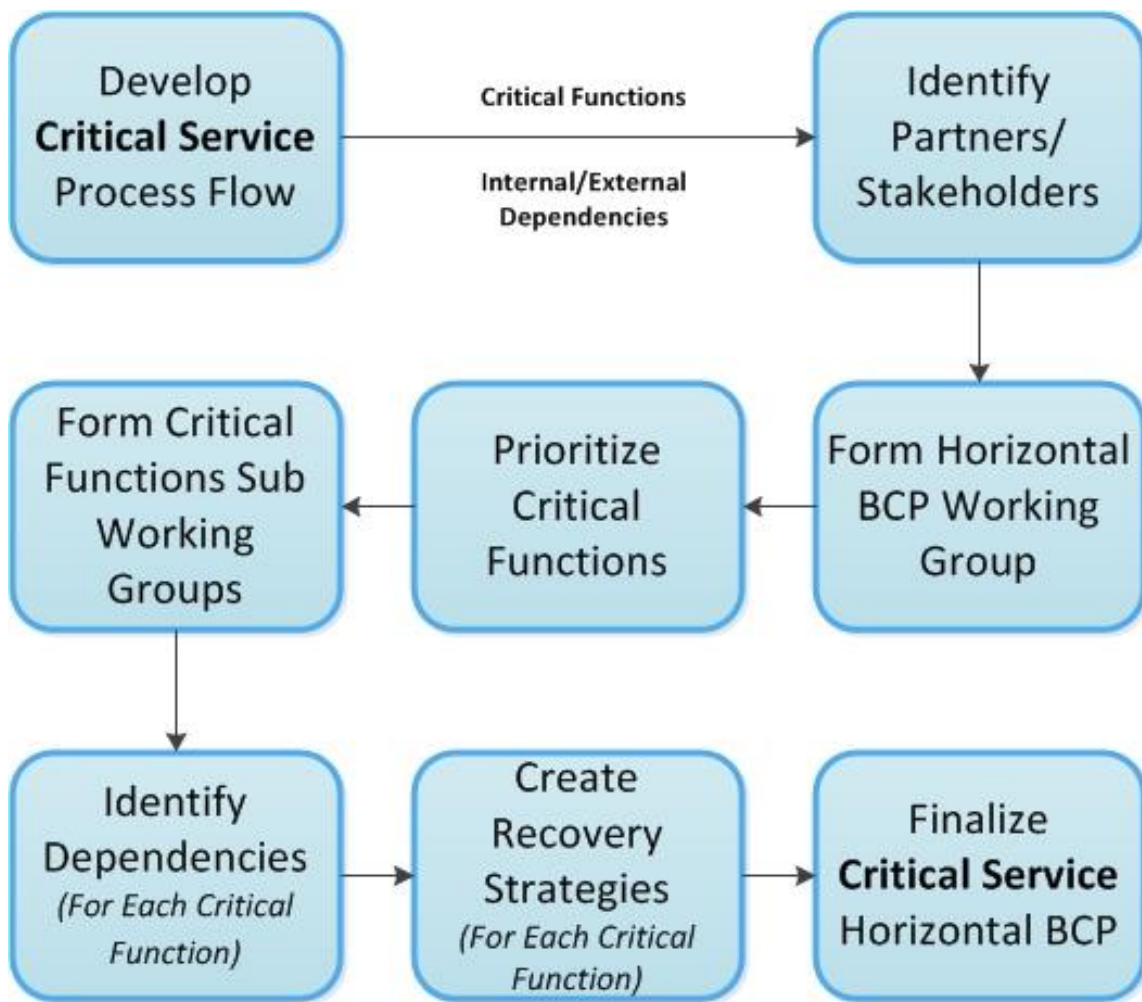 Develop
Critical Service
Process Flow
Critical Functions
Internal/External
Dependencies
Identify
Partners/
Stakeholders
Form Horizontal
BCP Working
Group
Prioritize
Critical
Functions
Form Critical
Functions Sub
Working
Groups
Identify
Dependencies
(For Each Critical
Function)
Create
Recovery
Strategies
(For Each Critical
Function)
Finalize
Critical Service
Horizontal BCP